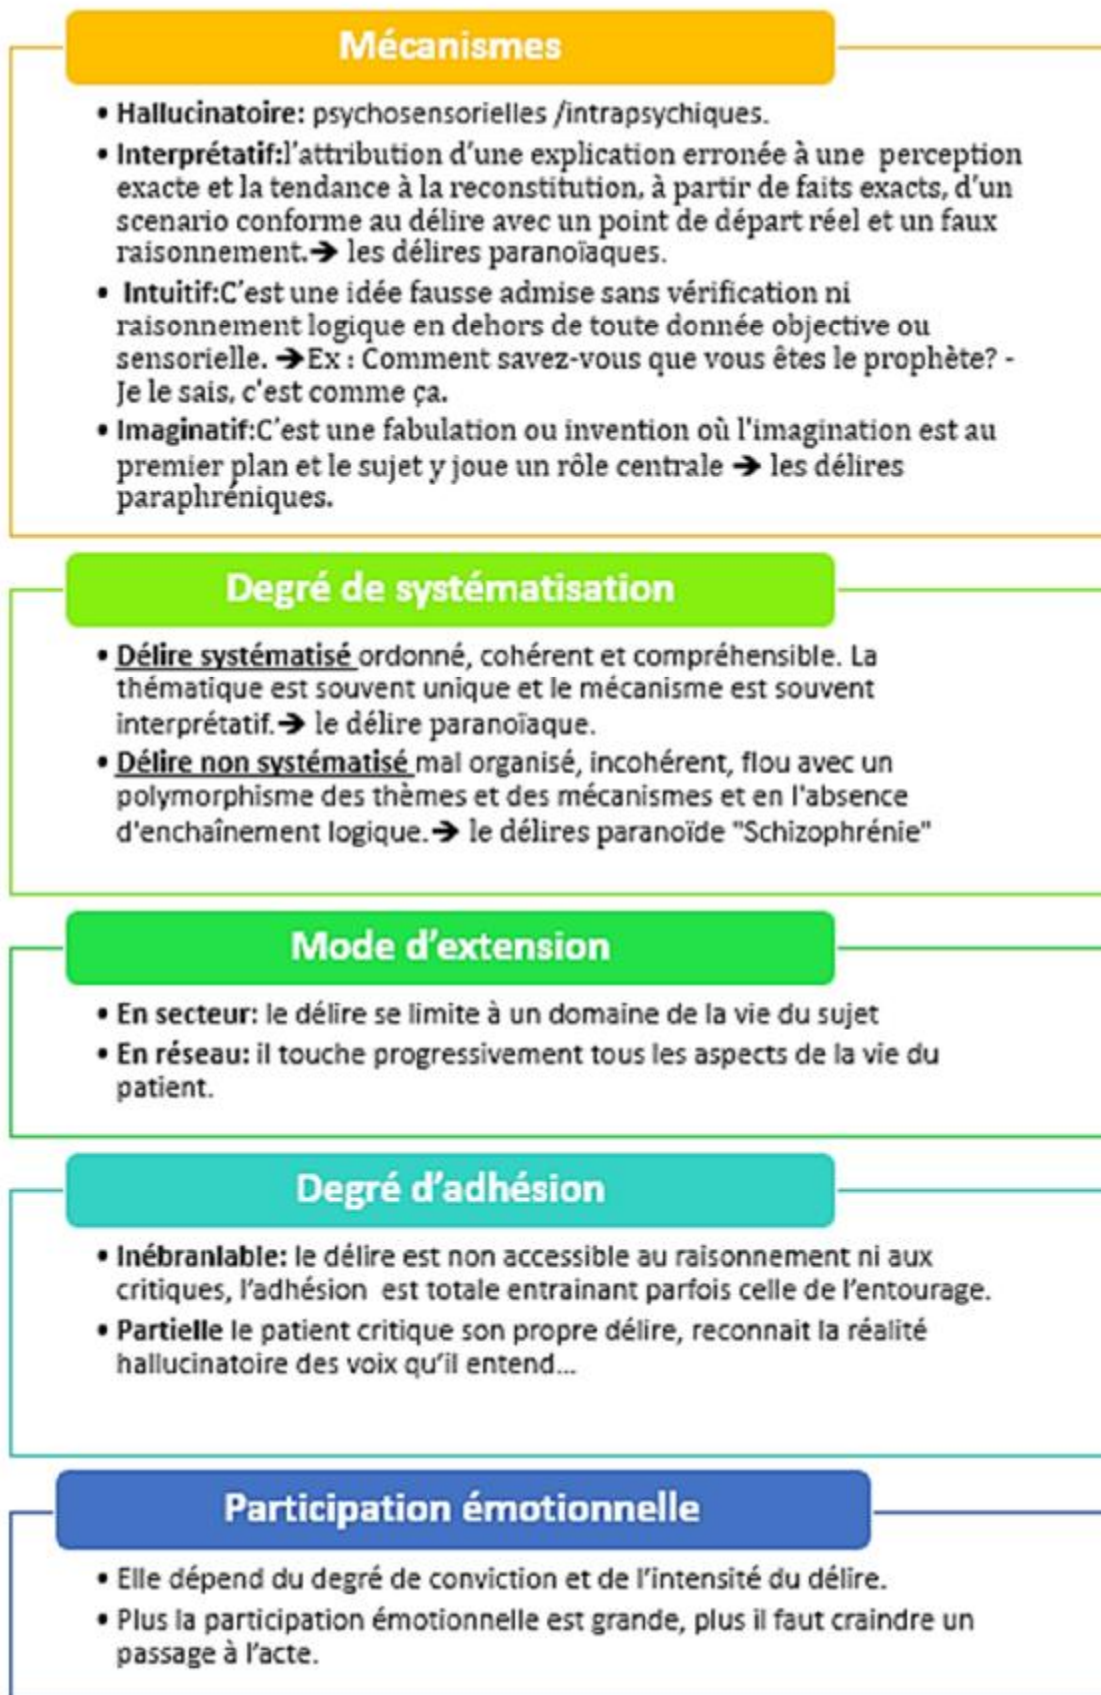 Mécanismes
• Hallucinatoire: psychosensorielles /intrapsychiques.
• Interprétatif:l'attribution d'une explication erronée à une perception
exacte et la tendance à la reconstitution, à partir de faits exacts, d'un
scenario conforme au délire avec un point de départ réel et un faux
raisonnement.➔ les délires paranoïaques.
• Intuitif:C'est une idée fausse admise sans vérification ni
raisonnement logique en dehors de toute donnée objective ou
sensorielle. ➔Ex : Comment savez-vous que vous êtes le prophète? -
Je le sais, c'est comme ça.
• Imaginatif:C'est une fabulation ou invention où l'imagination est au
premier plan et le sujet y joue un rôle centrale ➔ les délires
paraphréniques.
Degré de systématisation
• Délire systématisé ordonné, cohérent et compréhensible. La
thématique est souvent unique et le mécanisme est souvent
interprétatif.➔ le délire paranoïaque.
• Délire non systématisé mal organisé, incohérent, flou avec un
polymorphisme des thèmes et des mécanismes et en l'absence
d'enchaînement logique.➔ le délires paranoïde "Schizophrénie"
Mode d'extension
• En secteur: le délire se limite à un domaine de la vie du sujet
• En réseau: il touche progressivement tous les aspects de la vie du
patient.
Degré d'adhésion
• Inébranlable: le délire est non accessible au raisonnement ni aux
critiques, l'adhésion est totale entrainant parfois celle de l'entourage.
• Partielle le patient critique son propre délire, reconnait la réalité
hallucinatoire des voix qu'il entend...
Participation émotionnelle
• Elle dépend du degré de conviction et de l'intensité du délire.
• Plus la participation émotionnelle est grande, plus il faut craindre un
passage à l'acte.